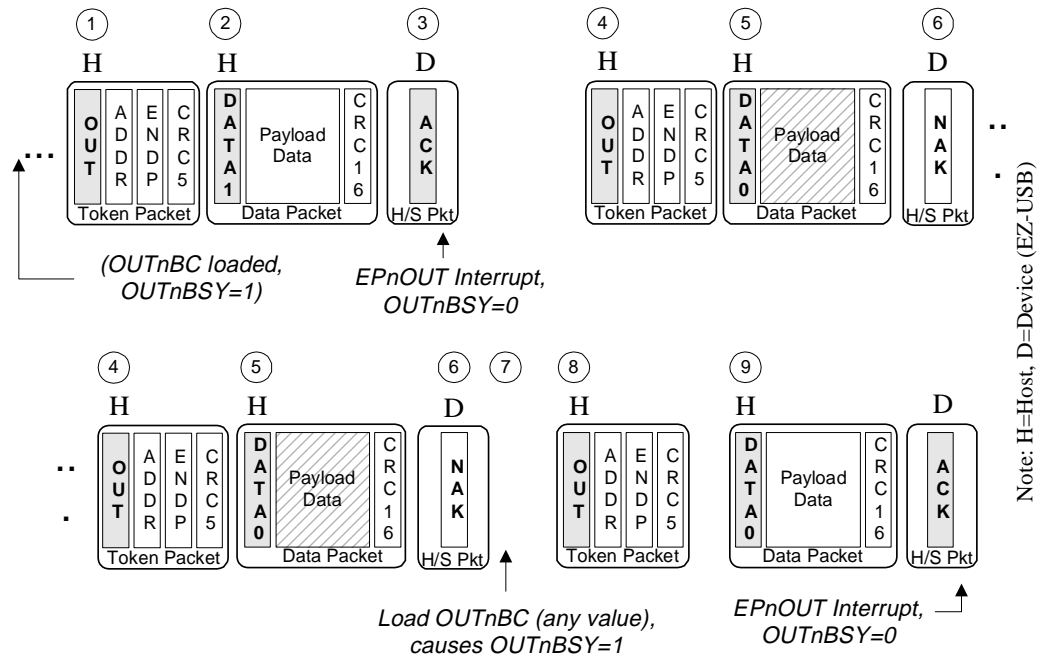 1 2 3 4 5 6
H H D H H D
OUT ADDR ENDP CRC5 DATA1 Payload Data CRC16 ACK OUT ADDR ENDP CRC5 DATA0 Payload Data CRC16 NAK
... ..
.
Token Packet Data Packet H/S Pkt Token Packet Data Packet H/S Pkt
(OUTnBC loaded,
OUTnBSY=1)
EPnOUT Interrupt,
OUTnBSY=0
Note: H=Host, D=Device (EZ-USB)
4 5 6 7 8 9
H H D H H D
.. OUT ADDR ENDP CRC5 DATA0 Payload Data CRC16 NAK OUT ADDR ENDP CRC5 DATA0 Payload Data CRC16 ACK
.
Token Packet Data Packet H/S Pkt Token Packet Data Packet H/S Pkt
Load OUTnBC (any value),
causes OUTnBSY=1
EPnOUT Interrupt,
OUTnBSY=0